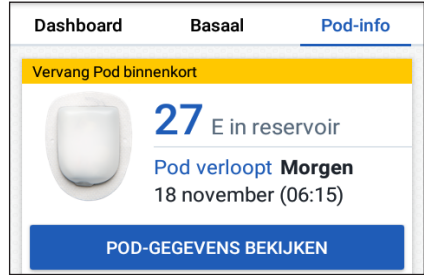 Dashboard Basaal Pod-info
Vervang Pod binnenkort
27 E in reservoir
Pod verloopt Morgen
18 november (06:15)
POD-GEGEVENS BEKIJKEN